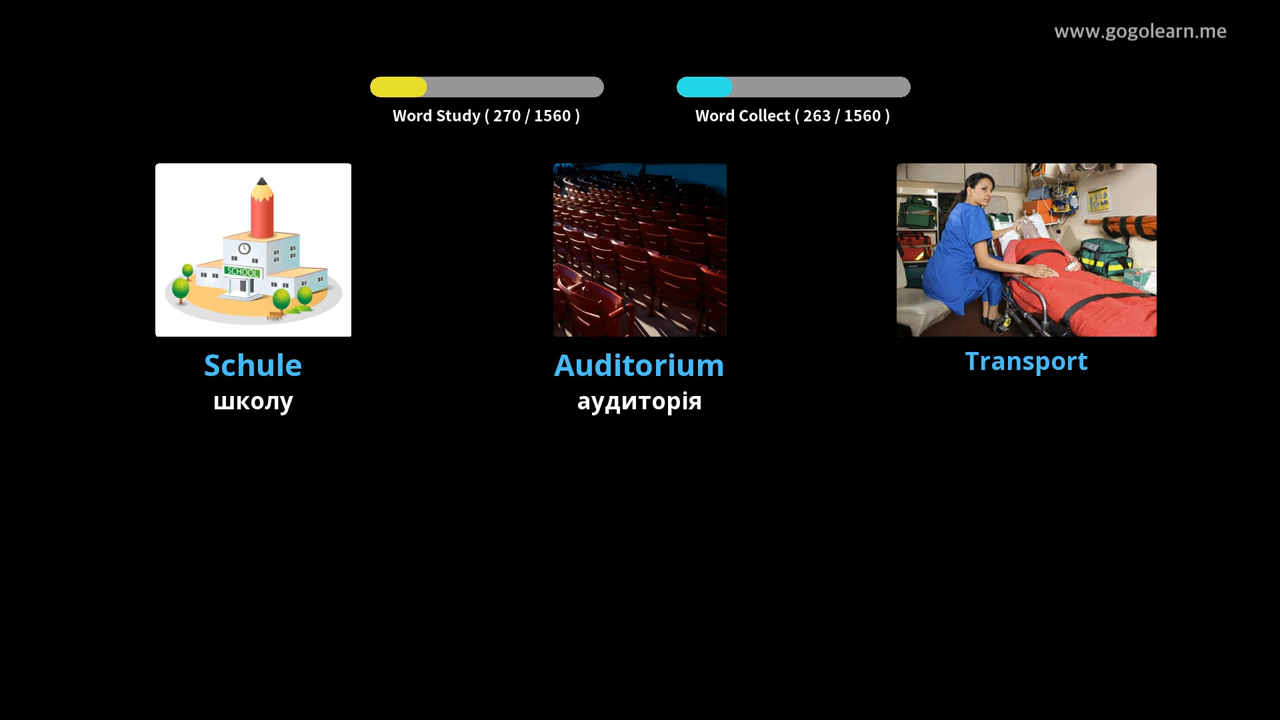 www.gogolearn.me
Word Study ( 270 / 1560 )
Word Collect ( 263 / 1560 )
SCHOOL
Schule
Auditorium
Transport
школу
аудиторія